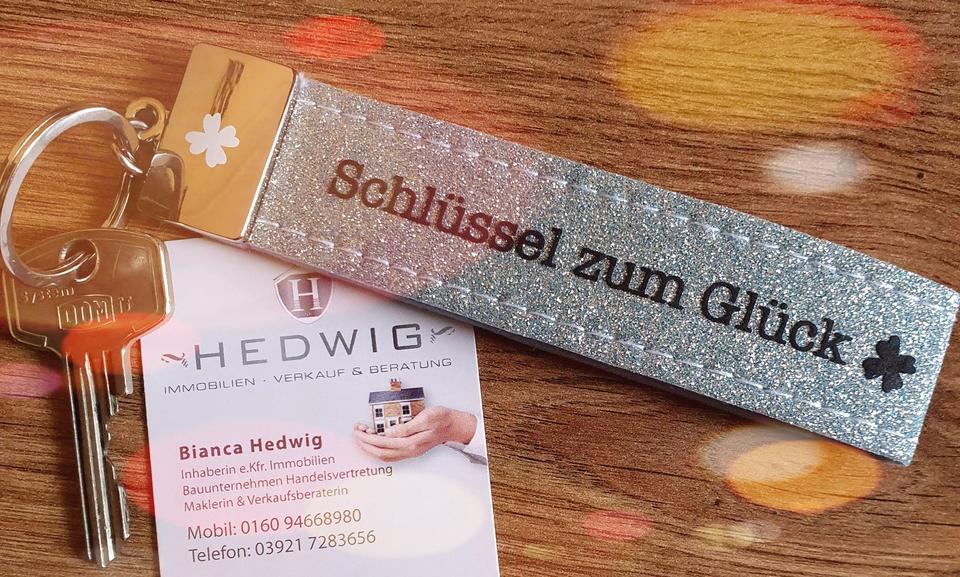 Schlüssel zum Glück
System
DOM
H
HEDWIG
IMMOBILIEN · VERKAUF & BERATUNG
Bianca Hedwig
Inhaberin e.Kfr. Immobilien
Bauunternehmen Handelsvertretung
Maklerin & Verkaufsberaterin
Mobil: 0160 94668980
Telefon: 03921 7283656